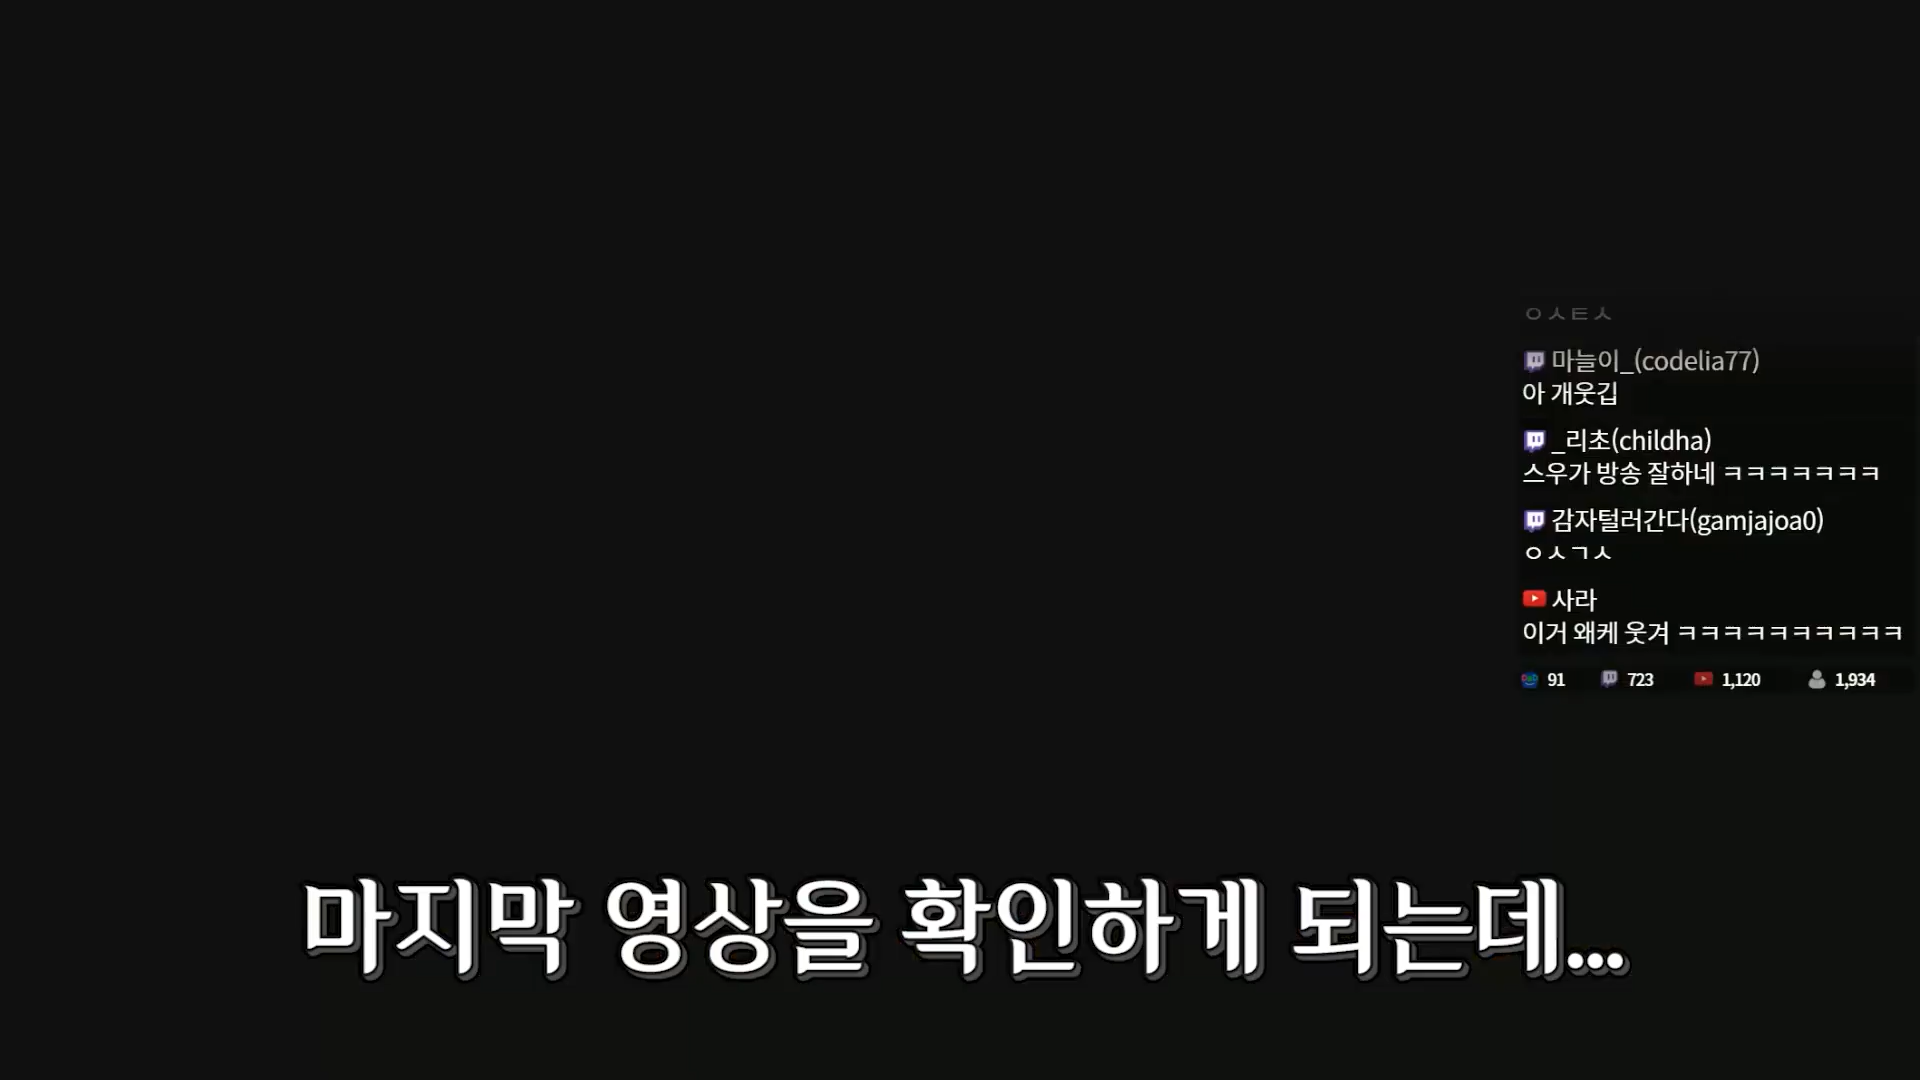 ㅇㅅㅌㅅ
마늘이_(codelia77)
아 개웃깁
_리초(childha)
스우가 방송 잘하네 ㅋㅋㅋㅋㅋㅋㅋ
감자털러간다(gamjajoa0)
ㅇㅅㄱㅅ
사라
이거 왜케 웃겨 ㅋㅋㅋㅋㅋㅋㅋㅋㅋㅋ
91 723 1,120 1,934
마지막 영상을 확인하게 되는데...